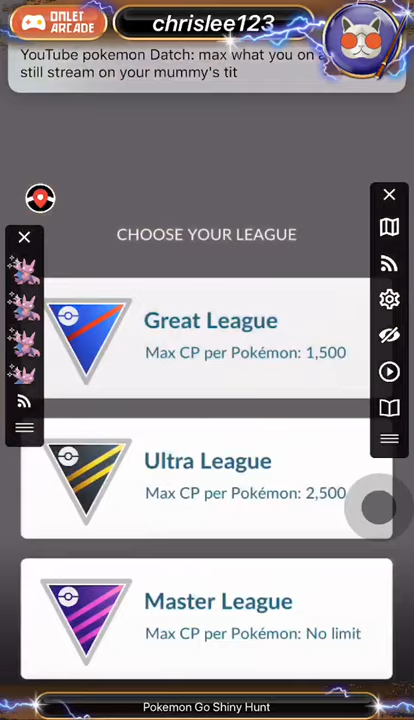 OMLET
ARCADE
chrislee123
YouTube pokemon Datch: max what you on a
still stream on your mummy's tit
CHOOSE YOUR LEAGUE
Great League
Max CP per Pokémon: 1,500
Ultra League
Max CP per Pokémon: 2,500
Master League
Max CP per Pokémon: No limit
Pokemon Go Shiny Hunt